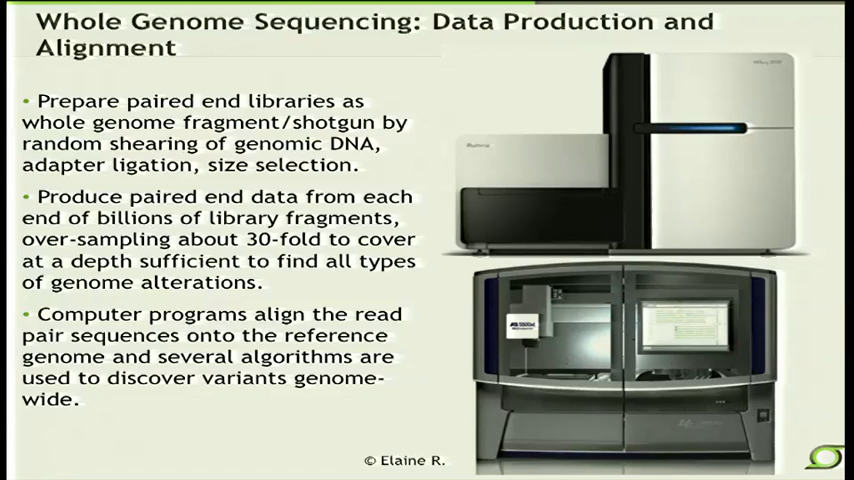 Whole Genome Sequencing: Data Production and
Alignment
• Prepare paired end libraries as
whole genome fragment/shotgun by
random shearing of genomic DNA,
adapter ligation, size selection.
• Produce paired end data from each
end of billions of library fragments,
over-sampling about 30-fold to cover
at a depth sufficient to find all types
of genome alterations.
• Computer programs align the read
pair sequences onto the reference
genome and several algorithms are
used to discover variants genome-
wide.
© Elaine R.